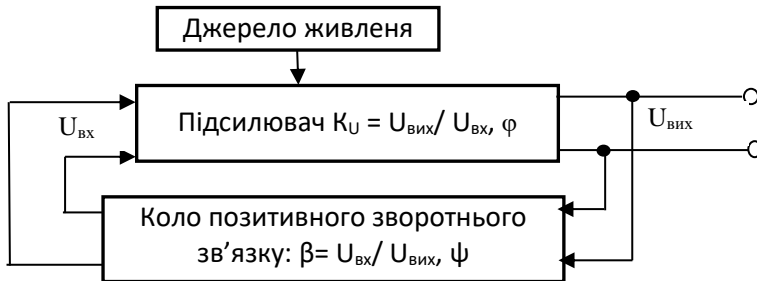 Джерело живленя
Підсилювач KU = Uвих/ Uвх, φ
Uвх
Uвих
Коло позитивного зворотнього
зв’язку: β= Uвх/ Uвих, ψ